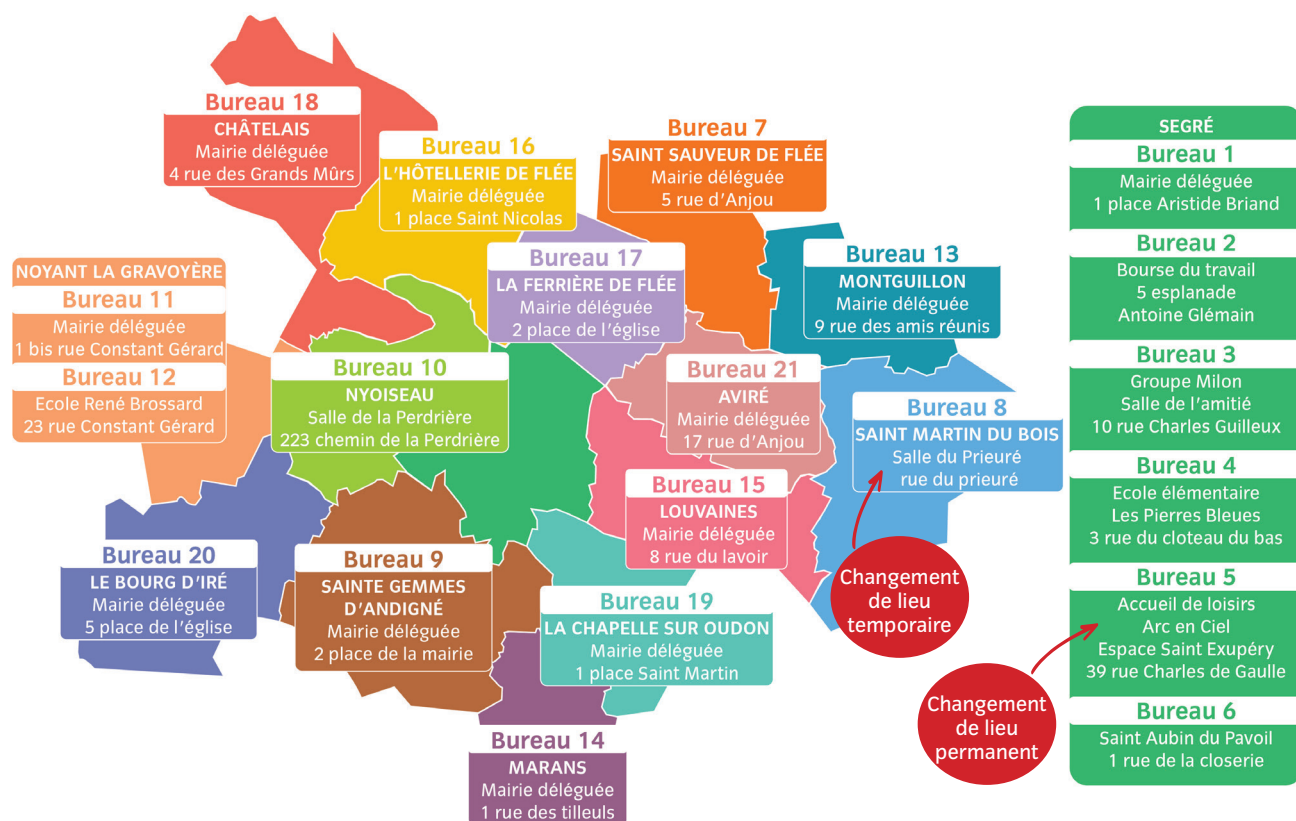 Bureau 18
CHÂTELAIS
Mairie déléguée
4 rue des Grands Mûrs
Bureau 16
L'HÔTELLERIE DE FLÉE
Mairie déléguée
1 place Saint Nicolas
Bureau 7
SAINT SAUVEUR DE FLÉE
Mairie déléguée
5 rue d'Anjou
Bureau 17
LA FERRIÈRE DE FLÉE
Mairie déléguée
2 place de l'église
Bureau 13
MONTGUILLON
Mairie déléguée
9 rue des amis réunis
NOYANT LA GRAVOYÈRE
Bureau 11
Mairie déléguée
1 bis rue Constant Gérard
Bureau 12
Ecole René Brossard
23 rue Constant Gérard
Bureau 10
NYOISEAU
Salle de la Perdrière
223 chemin de la Perdrière
Bureau 21
AVIRÉ
Mairie déléguée
17 rue d'Anjou
Bureau 8
SAINT MARTIN DU BOIS
Salle du Prieuré
rue du prieuré
Bureau 15
LOUVAINES
Mairie déléguée
8 rue du lavoir
Bureau 20
LE BOURG D'IRÉ
Mairie déléguée
5 place de l'église
Bureau 9
SAINTE GEMMES
D'ANDIGNÉ
Mairie déléguée
2 place de la mairie
Bureau 19
LA CHAPELLE SUR OUDON
Mairie déléguée
1 place Saint Martin
Bureau 14
MARANS
Mairie déléguée
1 rue des tilleuls
Changement
de lieu
temporaire
Changement
de lieu
permanent
SEGRÉ
Bureau 1
Mairie déléguée
1 place Aristide Briand
Bureau 2
Bourse du travail
5 esplanade
Antoine Glémain
Bureau 3
Groupe Milon
Salle de l'amitié
10 rue Charles Guilleux
Bureau 4
Ecole élémentaire
Les Pierres Bleues
3 rue du cloteau du bas
Bureau 5
Accueil de loisirs
Arc en Ciel
Espace Saint Exupéry
39 rue Charles de Gaulle
Bureau 6
Saint Aubin du Pavoil
1 rue de la closerie